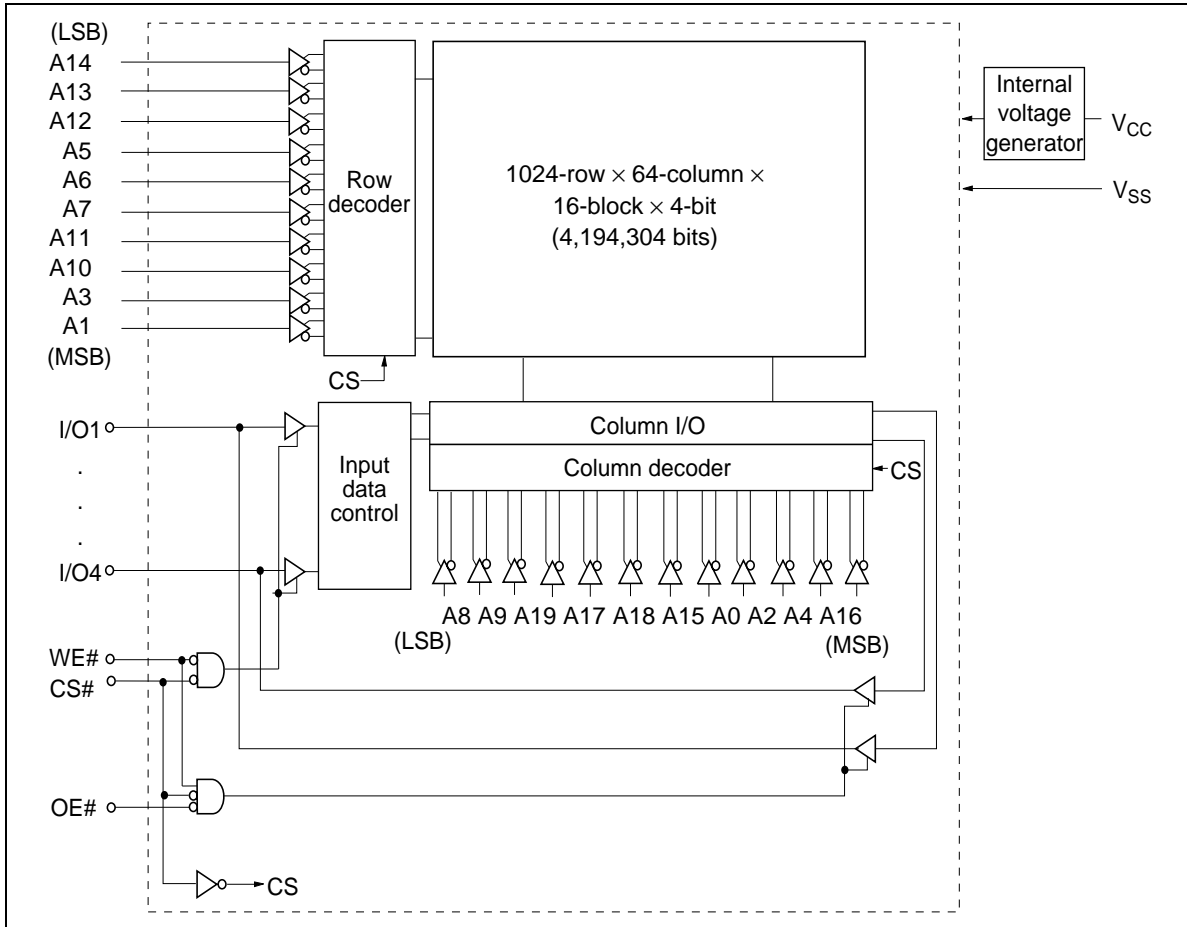 (LSB)
A14
A13
A12
A5
A6
A7
A11
A10
A3
A1
(MSB)
Row
decoder
CS
1024-row × 64-column ×
16-block × 4-bit
(4,194,304 bits)
Internal
voltage
generator
VCC
VSS
I/O1
.
.
.
I/O4
Input
data
control
Column I/O
Column decoder
CS
A8 A9 A19 A17 A18 A15 A0 A2 A4 A16
(LSB) (MSB)
WE#
CS#
OE#
CS